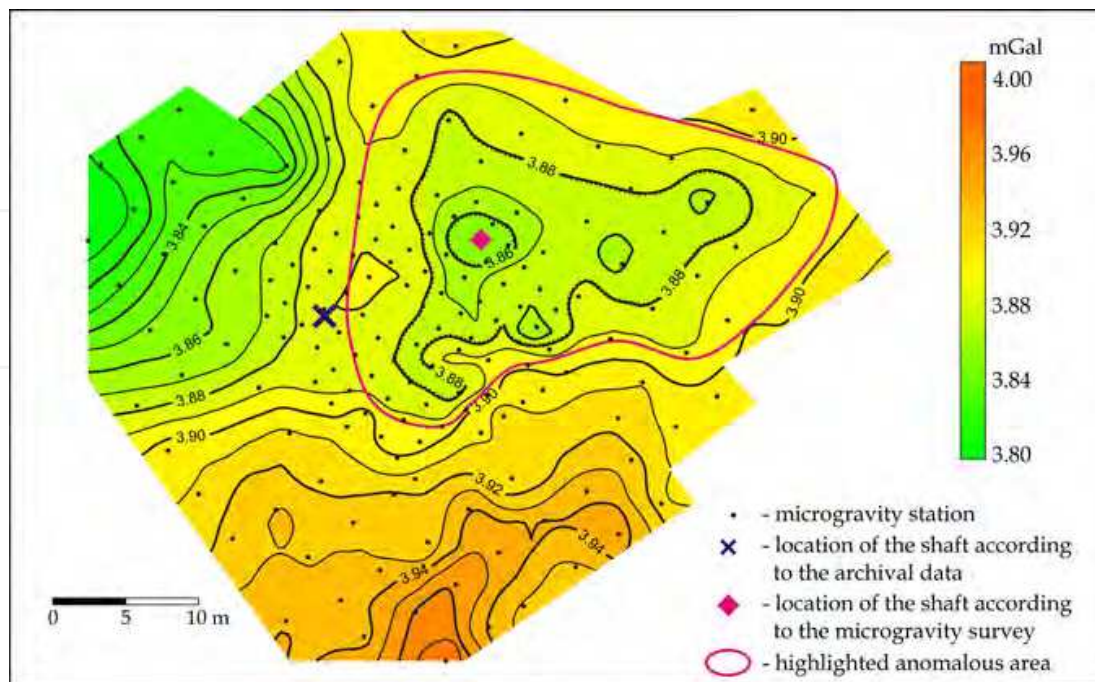 mGal
4.00
3.96
3.92
3.88
3.84
3.80
3.90
3.88
3.84
3.86
3.88
3.90
3.86
3.88
3.90
3.88
3.90
3.92
3.94
3.94
0 5 10 m
- microgravity station
- location of the shaft according
to the archival data
- location of the shaft according
to the microgravity survey
- highlighted anomalous area